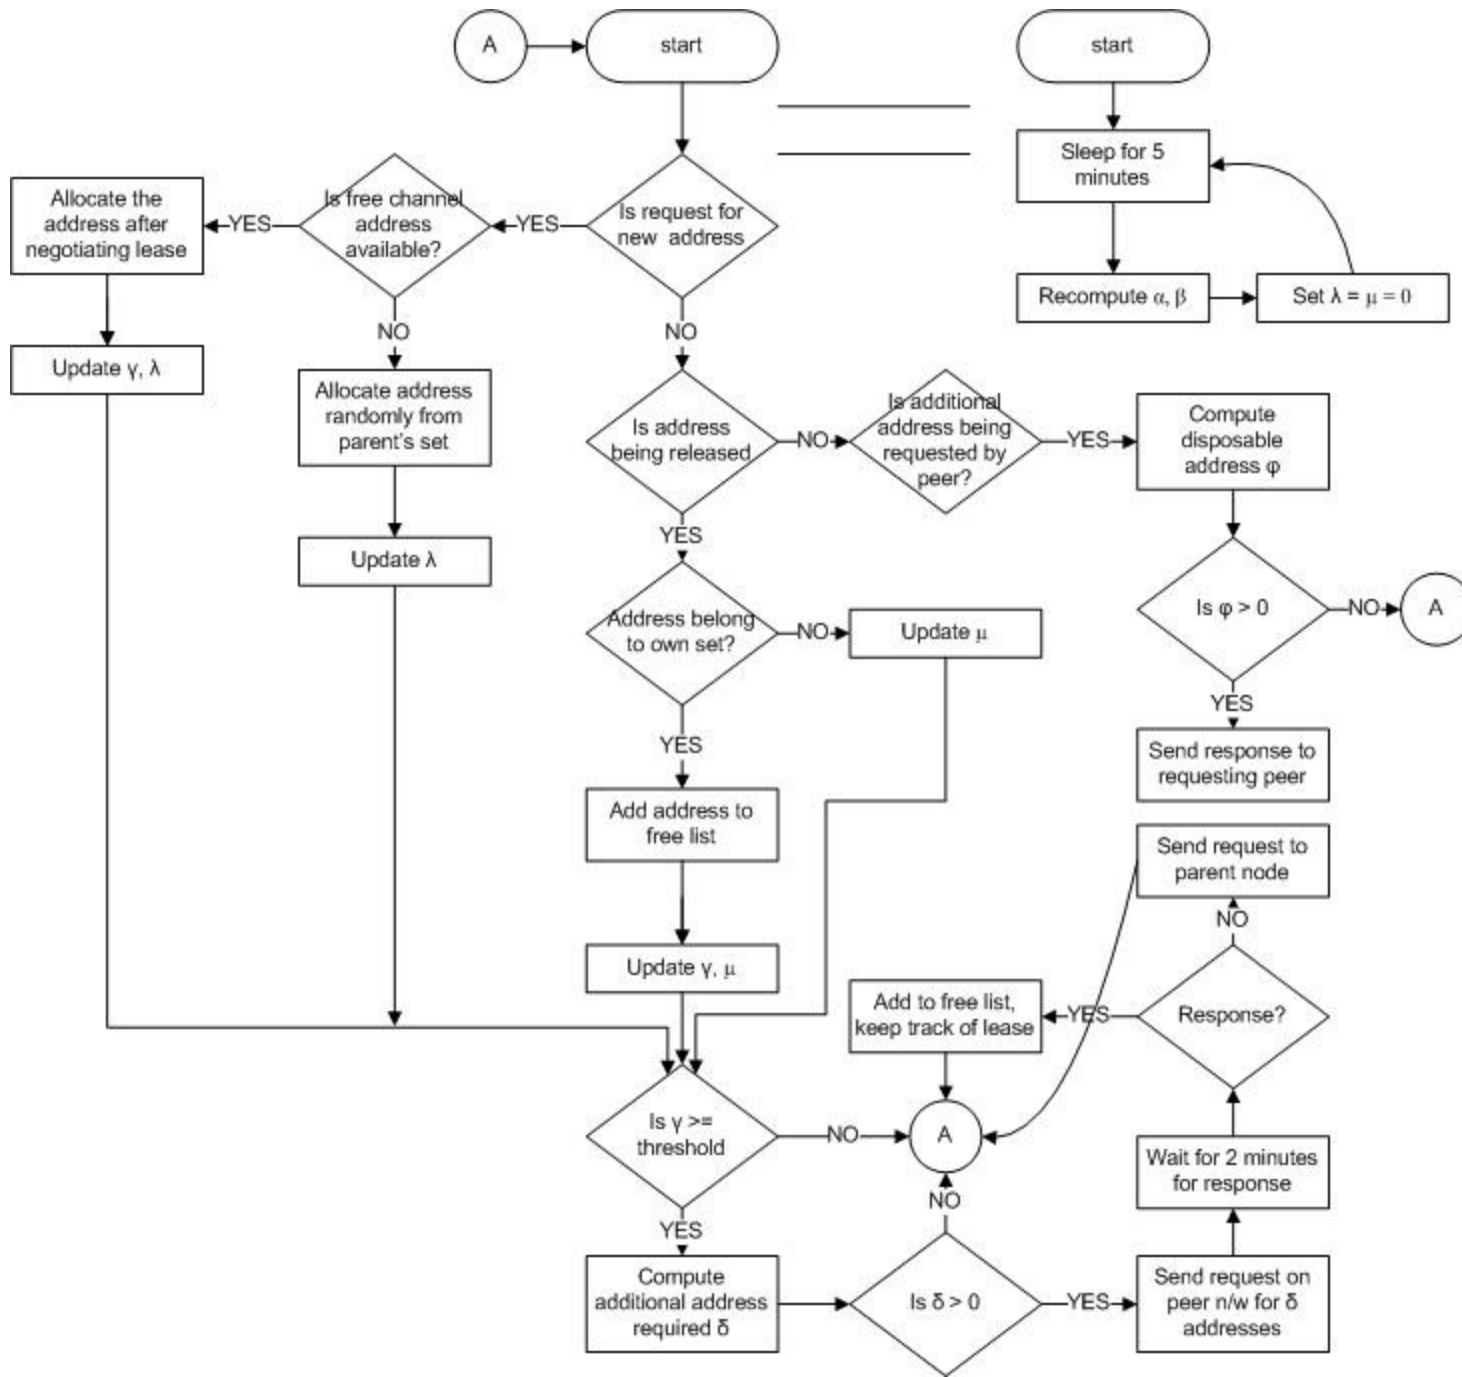 A
start
start
Sleep for 5
minutes
Recompute α, β
Set λ = μ = 0
Is request for
new address
YES
Is free channel
address
available?
YES
Allocate the
address after
negotiating lease
Update γ, λ
NO
Allocate address
randomly from
parent's set
Update λ
NO
Is address
being released
NO
Is additional
address being
requested by
peer?
YES
Compute
disposable
address φ
Is φ > 0
NO
A
YES
Send response to
requesting peer
YES
Address belong
to own set?
NO
Update μ
YES
Add address to
free list
Update γ, μ
Is γ >=
threshold
NO
A
YES
Compute
additional address
required δ
Is δ > 0
NO
YES
Send request on
peer n/w for δ
addresses
Wait for 2 minutes
for response
Response?
YES
Add to free list,
keep track of lease
NO
Send request to
parent node